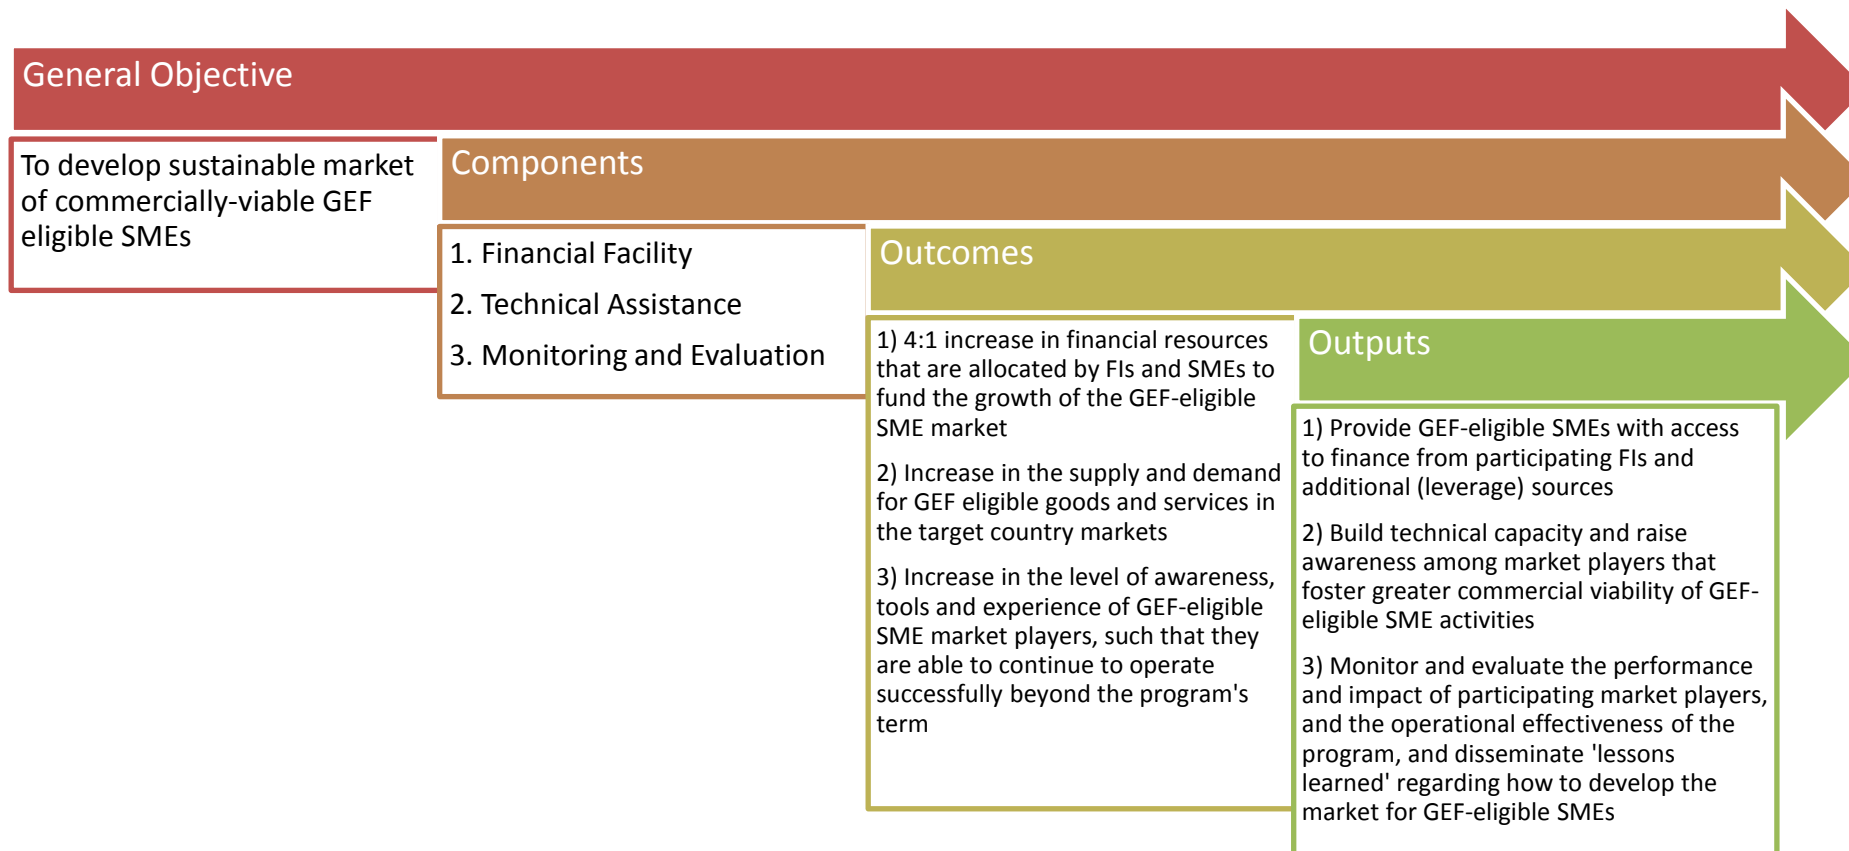 General Objective
To develop sustainable market
of commercially-viable GEF
eligible SMEs
Components
1. Financial Facility
2. Technical Assistance
3. Monitoring and Evaluation
Outcomes
1) 4:1 increase in financial resources
that are allocated by FIs and SMEs to
fund the growth of the GEF-eligible
SME market
2) Increase in the supply and demand
for GEF eligible goods and services in
the target country markets
3) Increase in the level of awareness,
tools and experience of GEF-eligible
SME market players, such that they
are able to continue to operate
successfully beyond the program's
term
Outputs
1) Provide GEF-eligible SMEs with access
to finance from participating FIs and
additional (leverage) sources
2) Build technical capacity and raise
awareness among market players that
foster greater commercial viability of GEF-
eligible SME activities
3) Monitor and evaluate the performance
and impact of participating market players,
and the operational effectiveness of the
program, and disseminate 'lessons
learned' regarding how to develop the
market for GEF-eligible SMEs